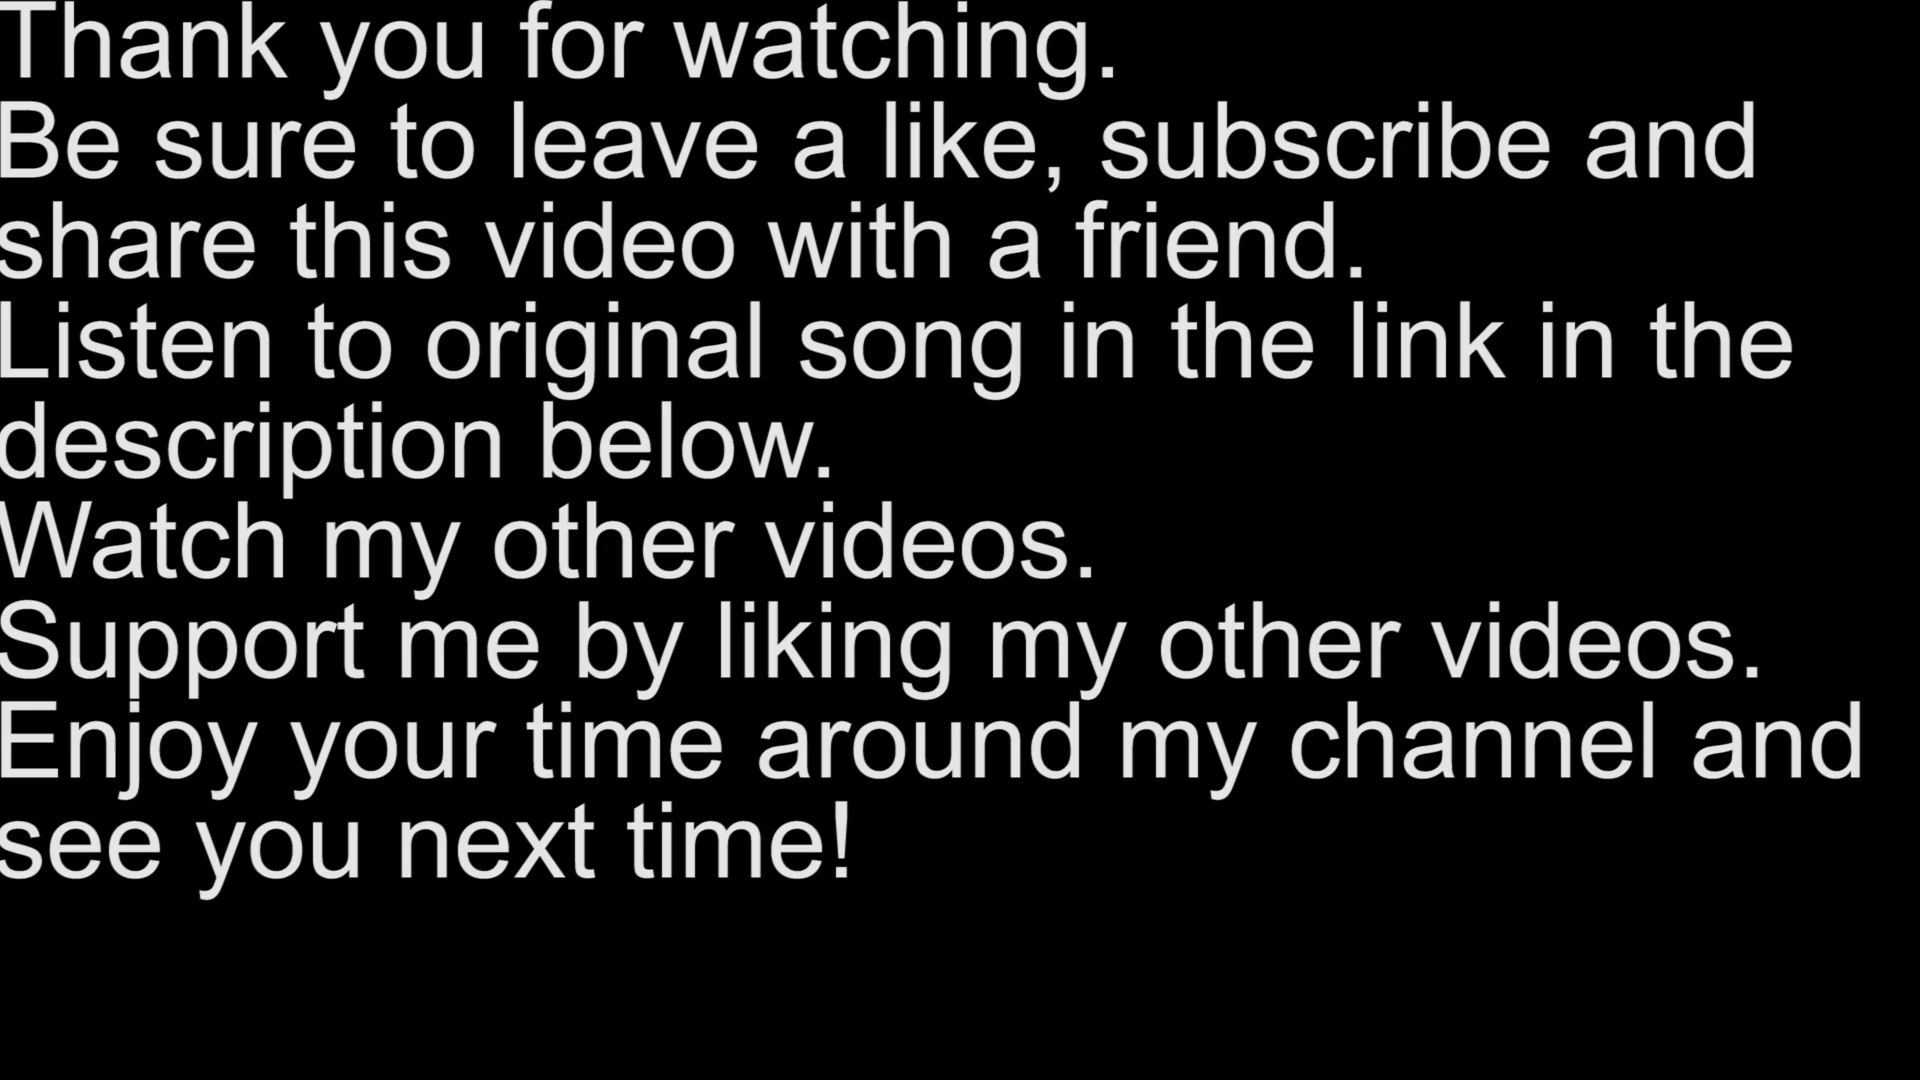 Thank you for watching.
Be sure to leave a like, subscribe and
share this video with a friend.
Listen to original song in the link in the
description below.
Watch my other videos.
Support me by liking my other videos.
Enjoy your time around my channel and
see you next time!